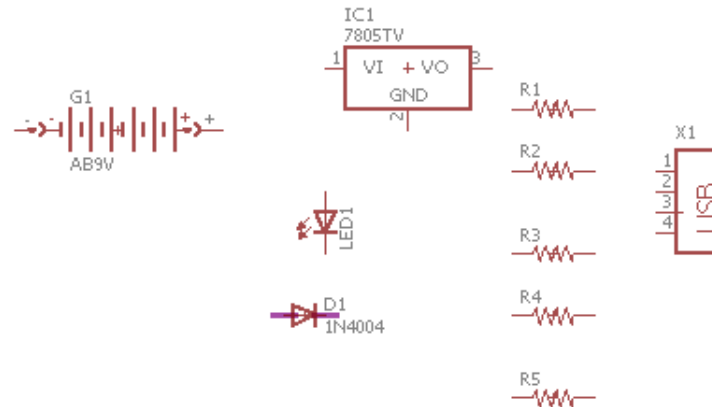 IC1
7805TV
1 3
VI + VO
GND
2
G1
- - + +
AB9V
R1
R2
X1
1
2
3
4
USB
LED1
R3
D1
1N4004
R4
R5